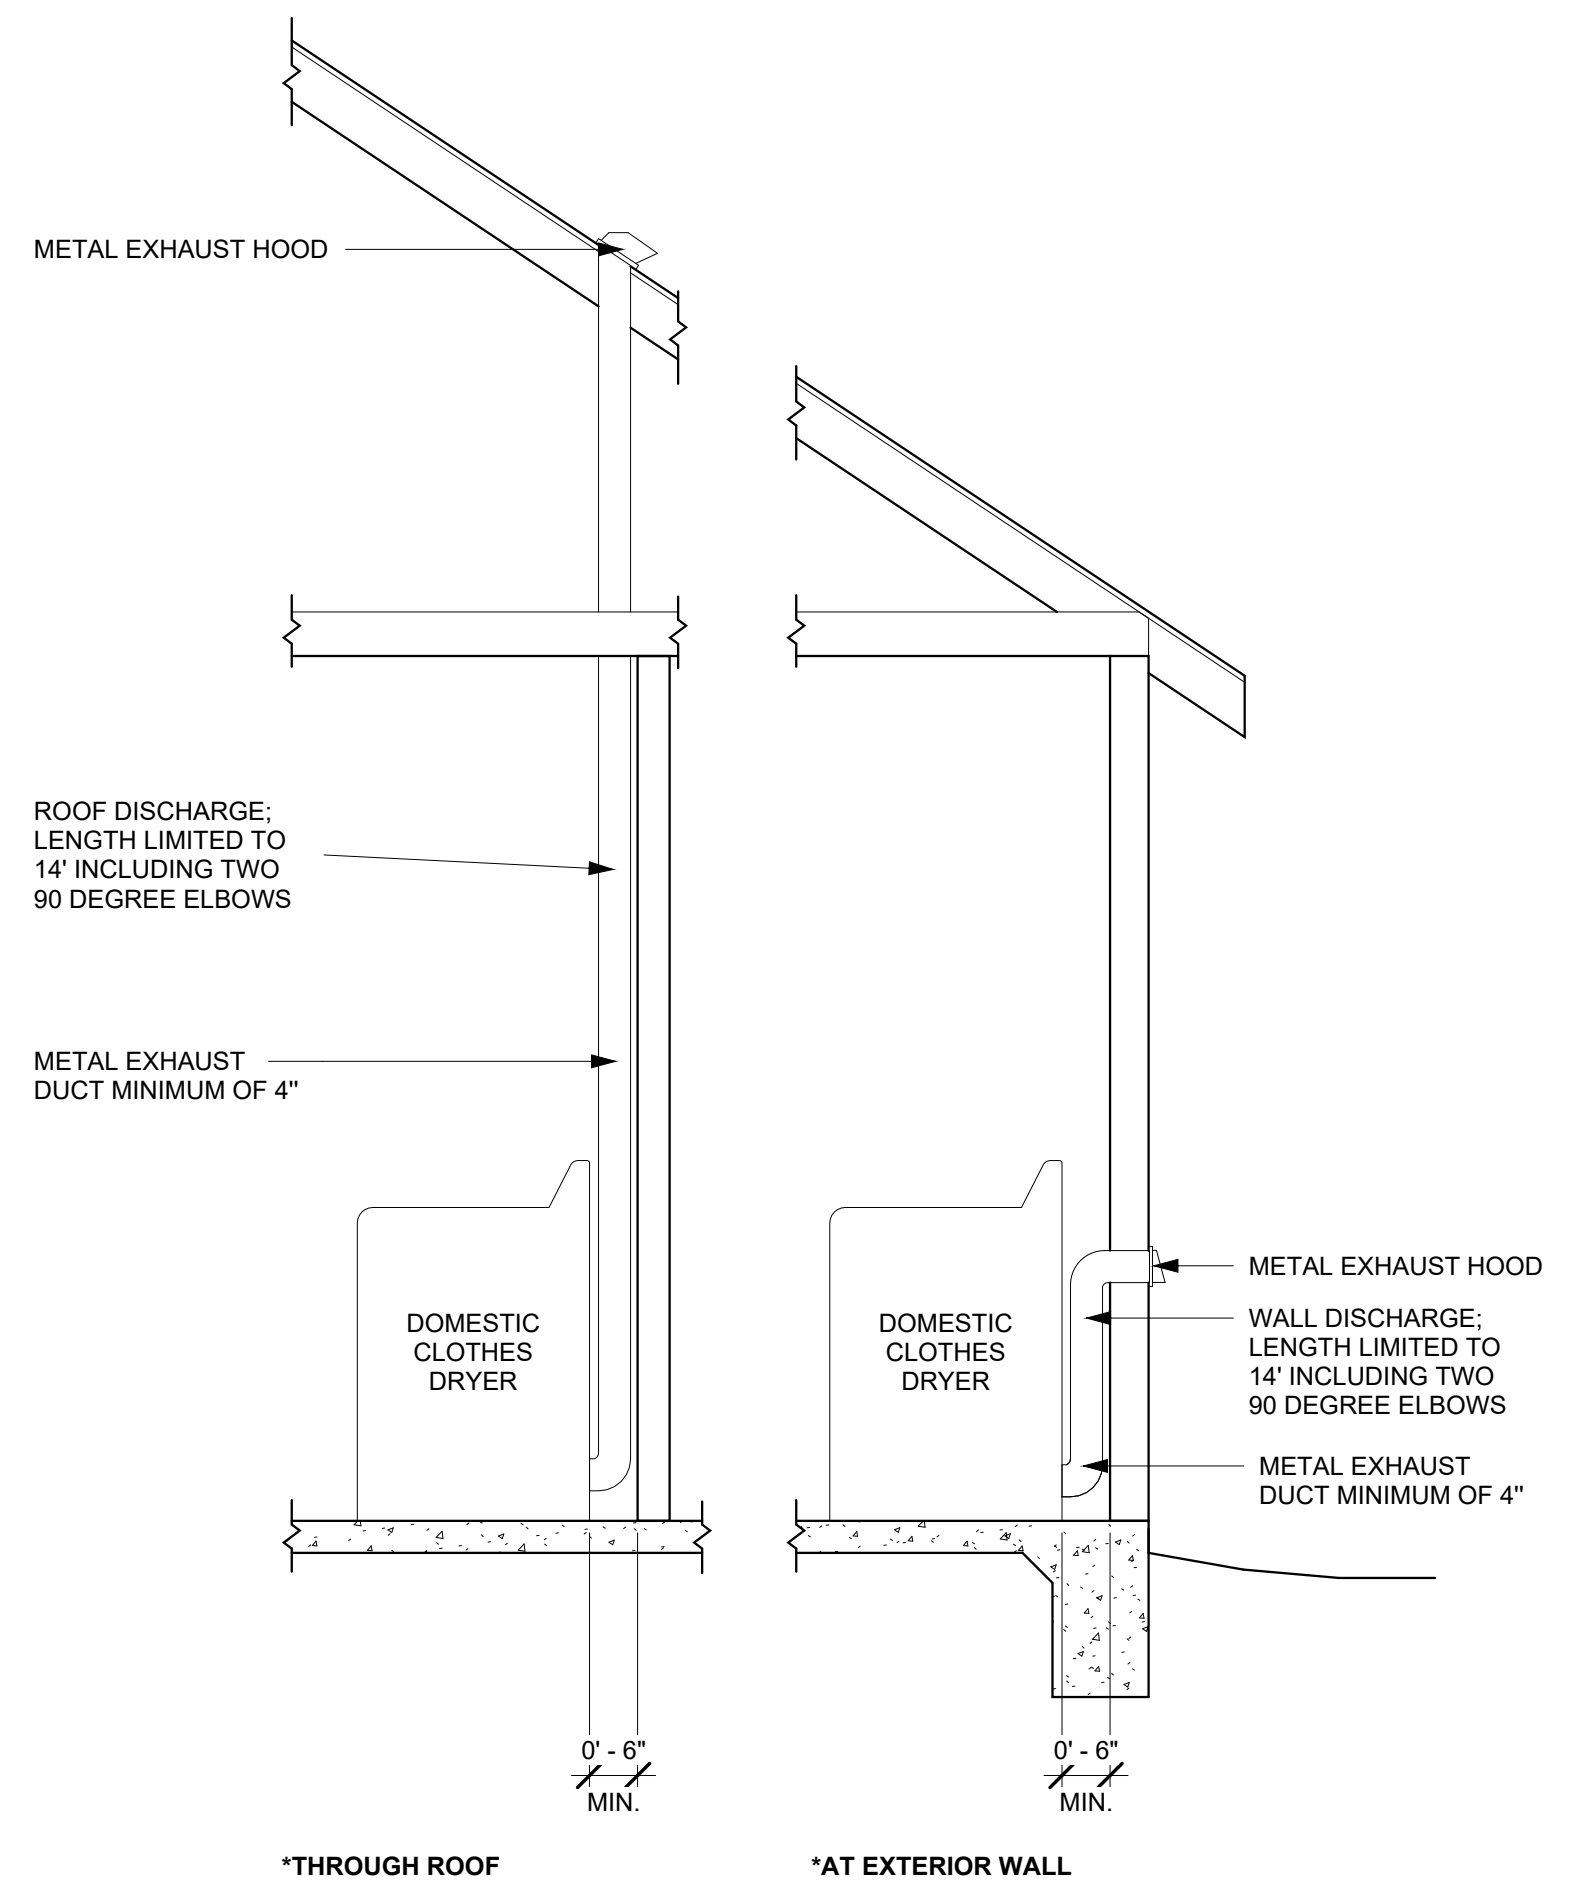 METAL EXHAUST HOOD
ROOF DISCHARGE;
LENGTH LIMITED TO
14' INCLUDING TWO
90 DEGREE ELBOWS
METAL EXHAUST
DUCT MINIMUM OF 4"
DOMESTIC
CLOTHES
DRYER
0' - 6"
MIN.
*THROUGH ROOF
DOMESTIC
CLOTHES
DRYER
METAL EXHAUST HOOD
WALL DISCHARGE;
LENGTH LIMITED TO
14' INCLUDING TWO
90 DEGREE ELBOWS
METAL EXHAUST
DUCT MINIMUM OF 4"
0' - 6"
MIN.
*AT EXTERIOR WALL